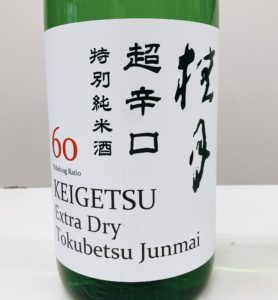 桂月
超辛口
特別純米酒
60
Polishing Ratio
KEIGETSU
Extra Dry
Tokubetsu Junmai